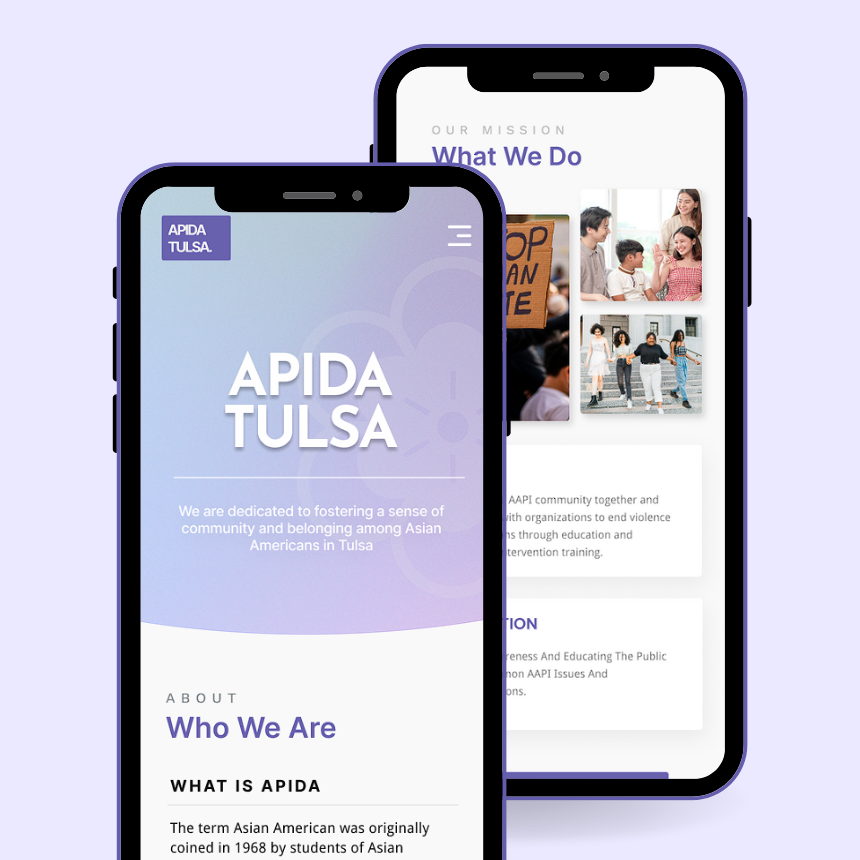 APIDA
TULSA.
APIDA
TULSA
We are dedicated to fostering a sense of
community and belonging among Asian
Americans in Tulsa
ABOUT
Who We Are
WHAT IS APIDA
The term Asian American was originally
coined in 1968 by students of Asian
OUR MISSION
What We Do
OP
AN
TE
AAPI community together and
with organizations to end violence
ns through education and
tervention training.
TION
reness And Educating The Public
mon AAPI Issues And
ons.